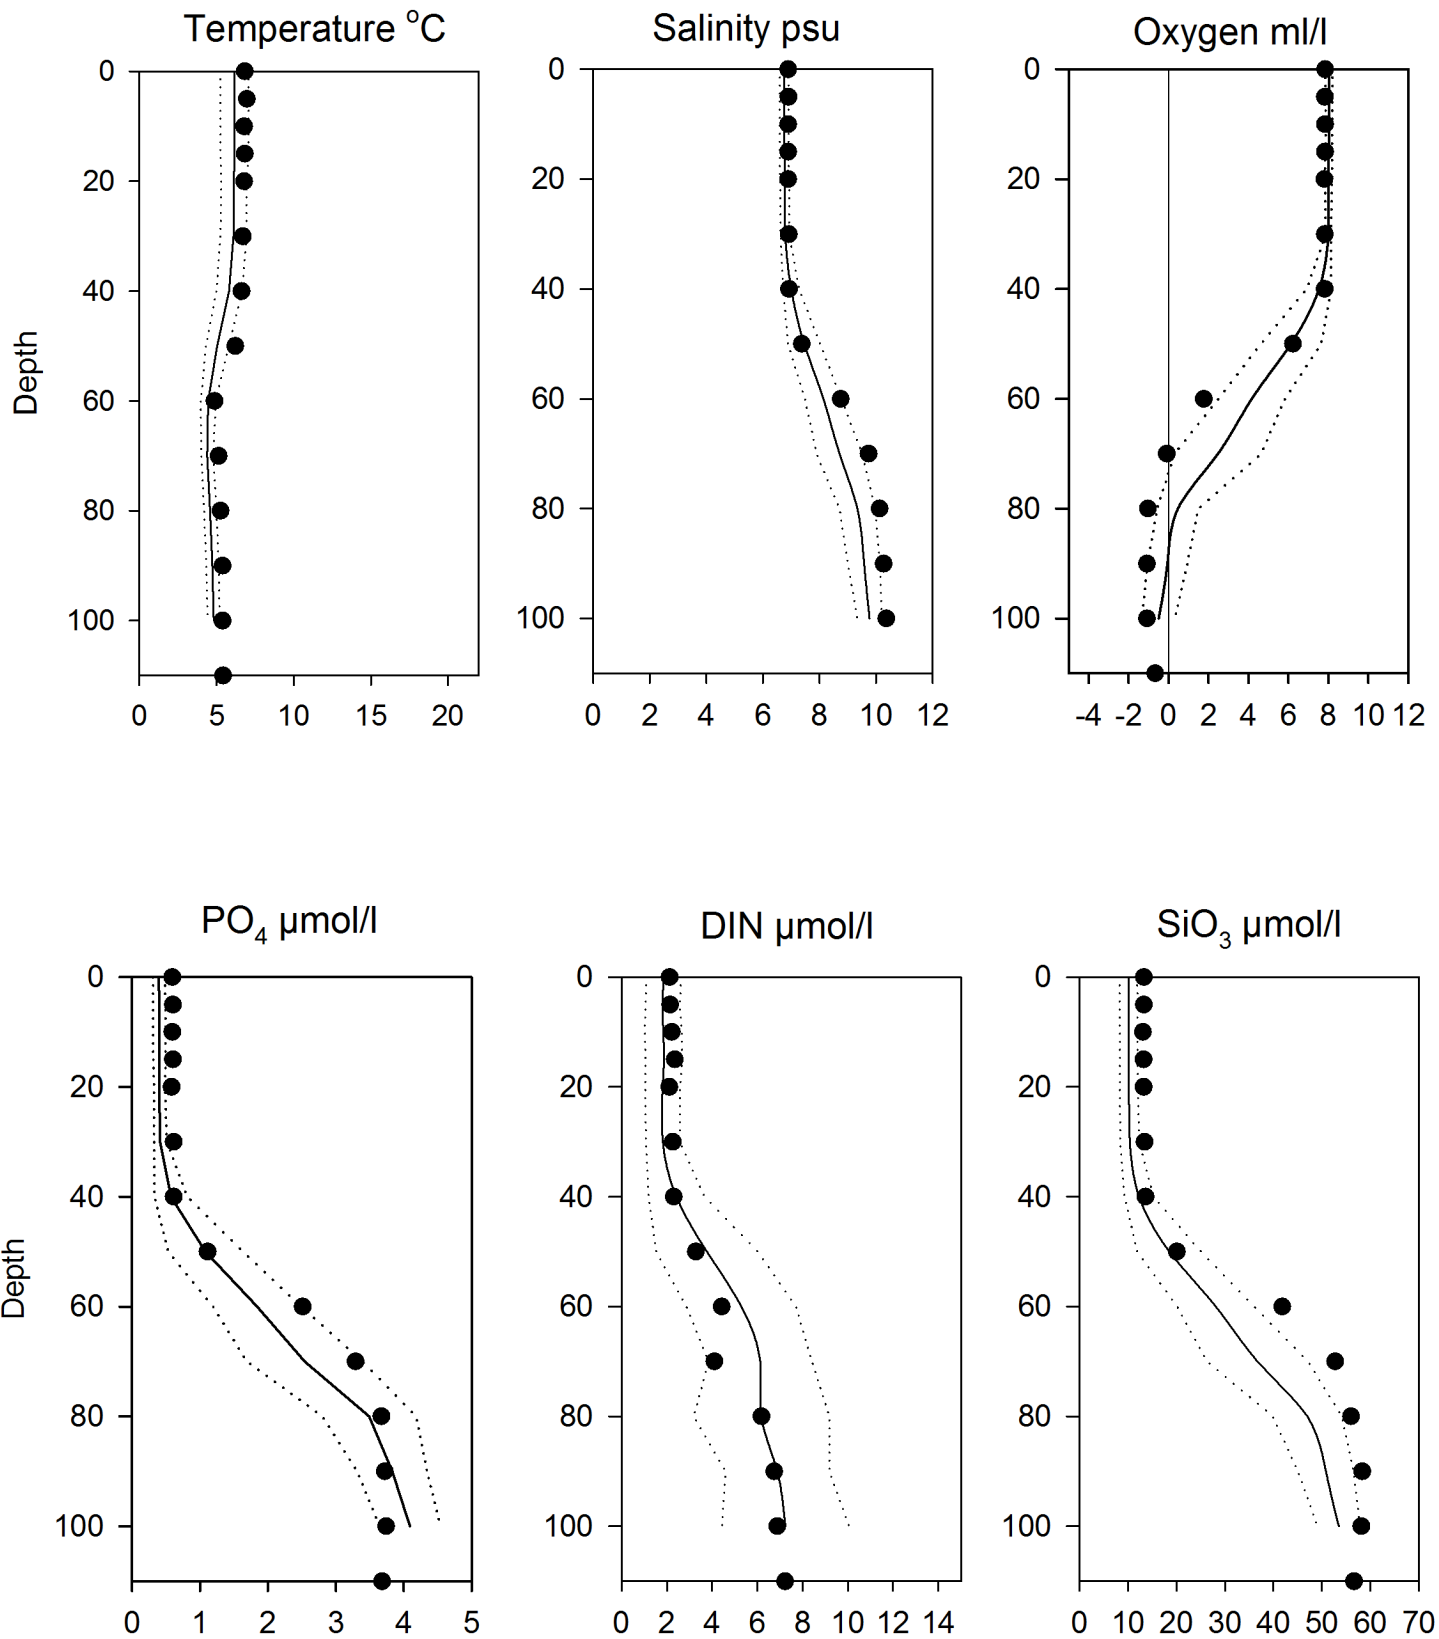 Temperature °C
Salinity psu
Oxygen ml/l
0
20
40
60
80
100
Depth
0 5 10 15 20
0
20
40
60
80
100
0 2 4 6 8 10 12
0
20
40
60
80
100
-4 -2 0 2 4 6 8 10 12
PO₄ µmol/l
DIN µmol/l
SiO₃ µmol/l
0
20
40
60
80
100
Depth
0 1 2 3 4 5
0
20
40
60
80
100
0 2 4 6 8 10 12 14
0
20
40
60
80
100
0 10 20 30 40 50 60 70